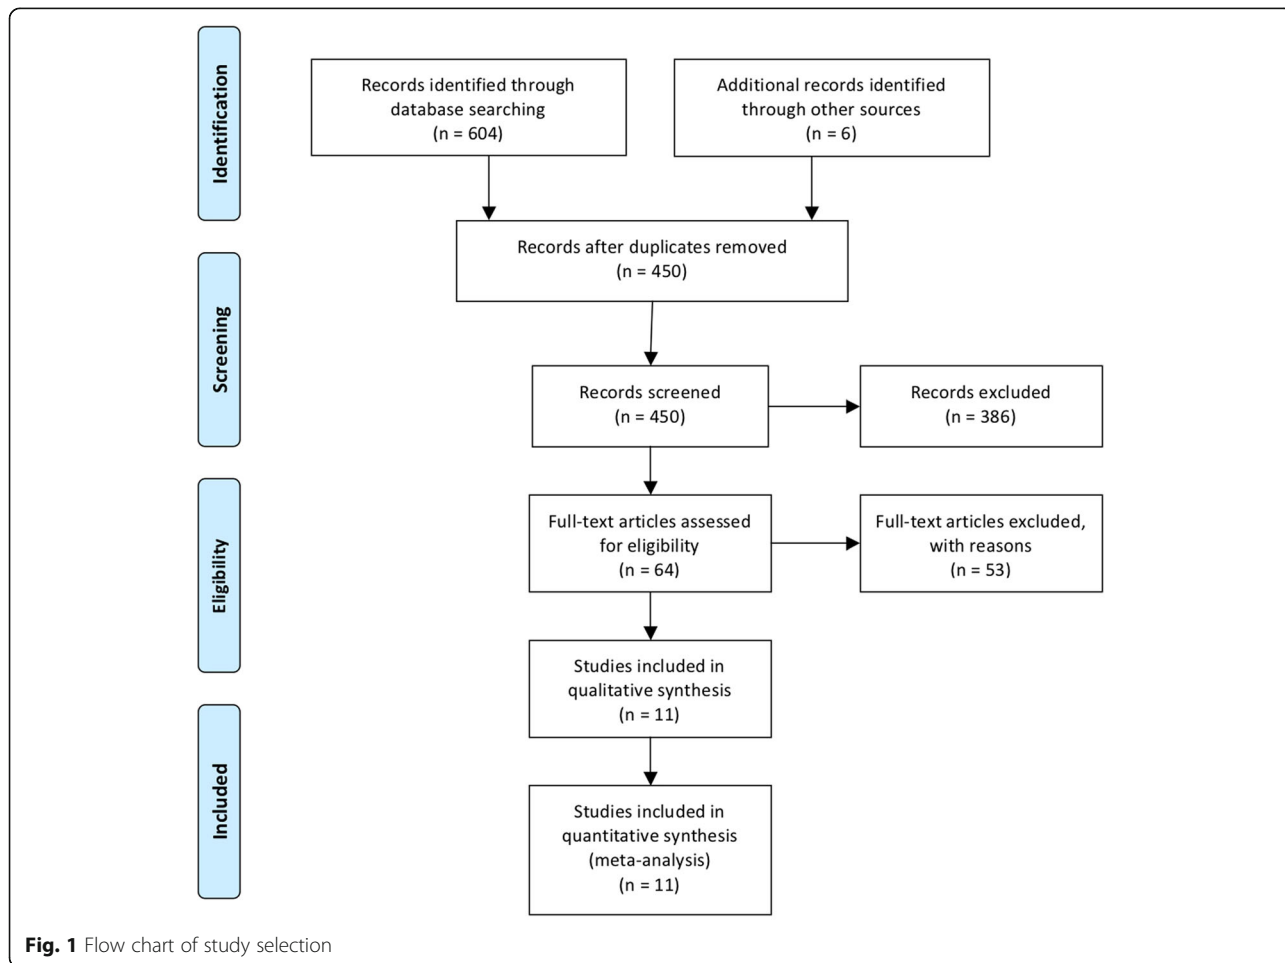 Identification
Records identified through
database searching
(n = 604)
Additional records identified
through other sources
(n = 6)
Records after duplicates removed
(n = 450)
Screening
Records screened
(n = 450)
Records excluded
(n = 386)
Eligibility
Full-text articles assessed
for eligibility
(n = 64)
Full-text articles excluded,
with reasons
(n = 53)
Studies included in
qualitative synthesis
(n = 11)
Included
Studies included in
quantitative synthesis
(meta-analysis)
(n = 11)
Fig. 1 Flow chart of study selection